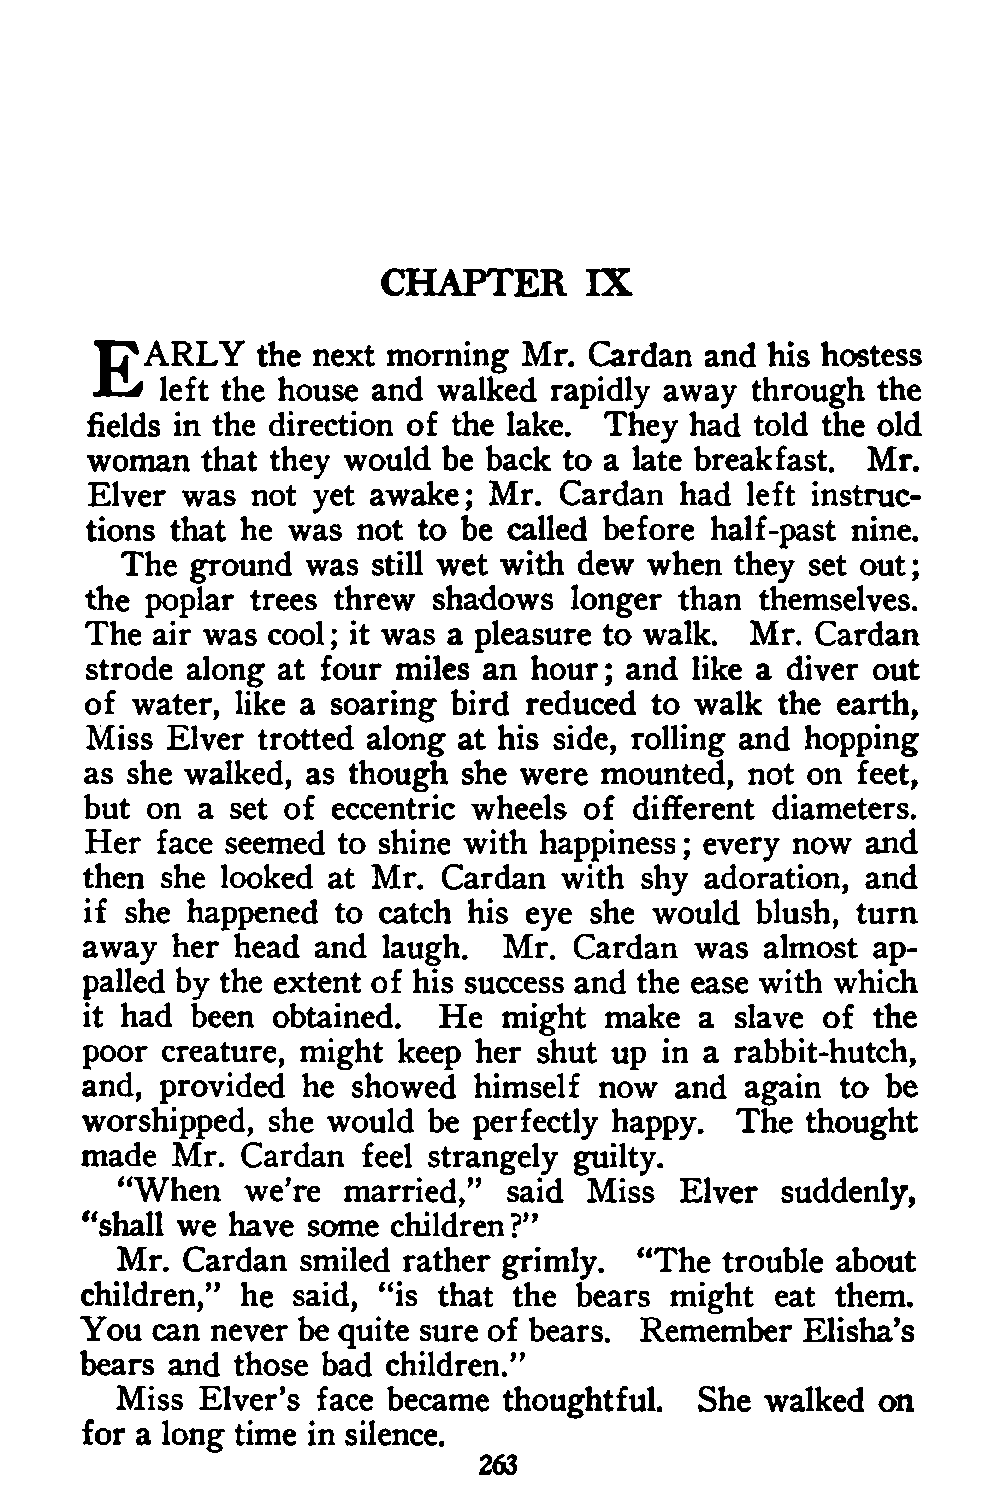 CHAPTER IX
EARLY the next morning Mr. Cardan and his hostess
left the house and walked rapidly away through the
fields in the direction of the lake. They had told the old
woman that they would be back to a late breakfast. Mr.
Elver was not yet awake; Mr. Cardan had left instruc-
tions that he was not to be called before half-past nine.
The ground was still wet with dew when they set out;
the poplar trees threw shadows longer than themselves.
The air was cool; it was a pleasure to walk. Mr. Cardan
strode along at four miles an hour; and like a diver out
of water, like a soaring bird reduced to walk the earth,
Miss Elver trotted along at his side, rolling and hopping
as she walked, as though she were mounted, not on feet,
but on a set of eccentric wheels of different diameters.
Her face seemed to shine with happiness; every now and
then she looked at Mr. Cardan with shy adoration, and
if she happened to catch his eye she would blush, turn
away her head and laugh. Mr. Cardan was almost ap-
palled by the extent of his success and the ease with which
it had been obtained. He might make a slave of the
poor creature, might keep her shut up in a rabbit-hutch,
and, provided he showed himself now and again to be
worshipped, she would be perfectly happy. The thought
made Mr. Cardan feel strangely guilty.
"When we're married," said Miss Elver suddenly,
"shall we have some children?"
Mr. Cardan smiled rather grimly. "The trouble about
children," he said, "is that the bears might eat them.
You can never be quite sure of bears. Remember Elisha's
bears and those bad children."
Miss Elver's face became thoughtful. She walked on
for a long time in silence.
263